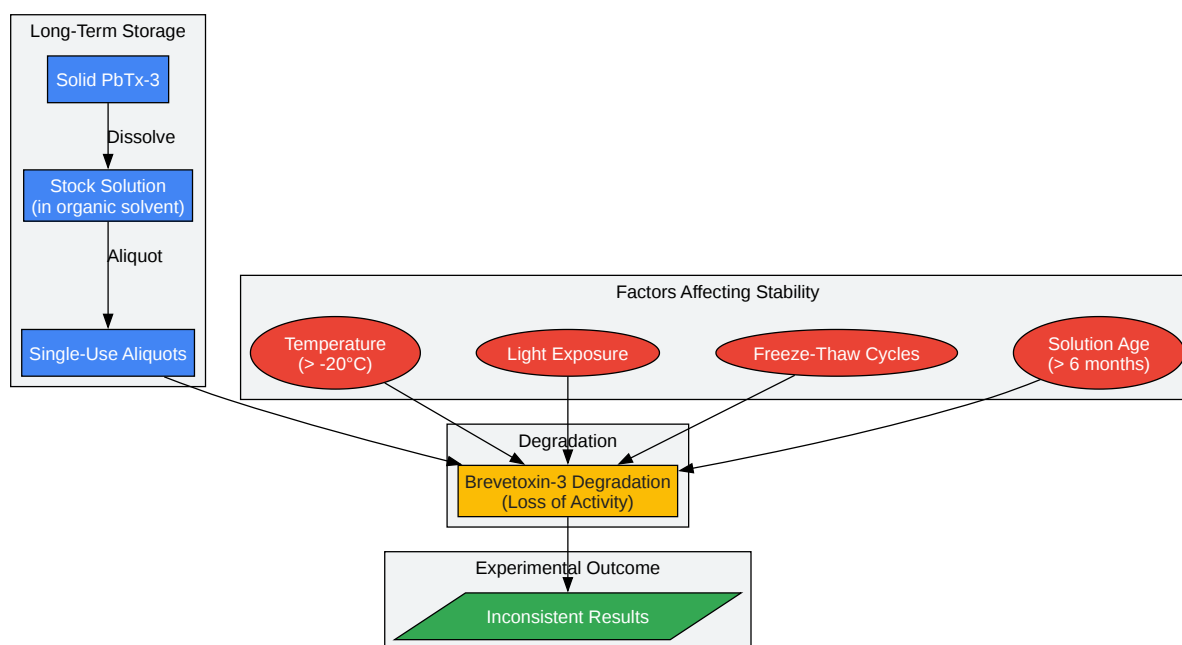 Long-Term Storage
Solid PbTx-3
Dissolve
Stock Solution
(in organic solvent)
Aliquot
Single-Use Aliquots
Factors Affecting Stability
Temperature
(> -20°C)
Light Exposure
Freeze-Thaw Cycles
Solution Age
(> 6 months)
Degradation
Brevetoxin-3 Degradation
(Loss of Activity)
Experimental Outcome
Inconsistent Results